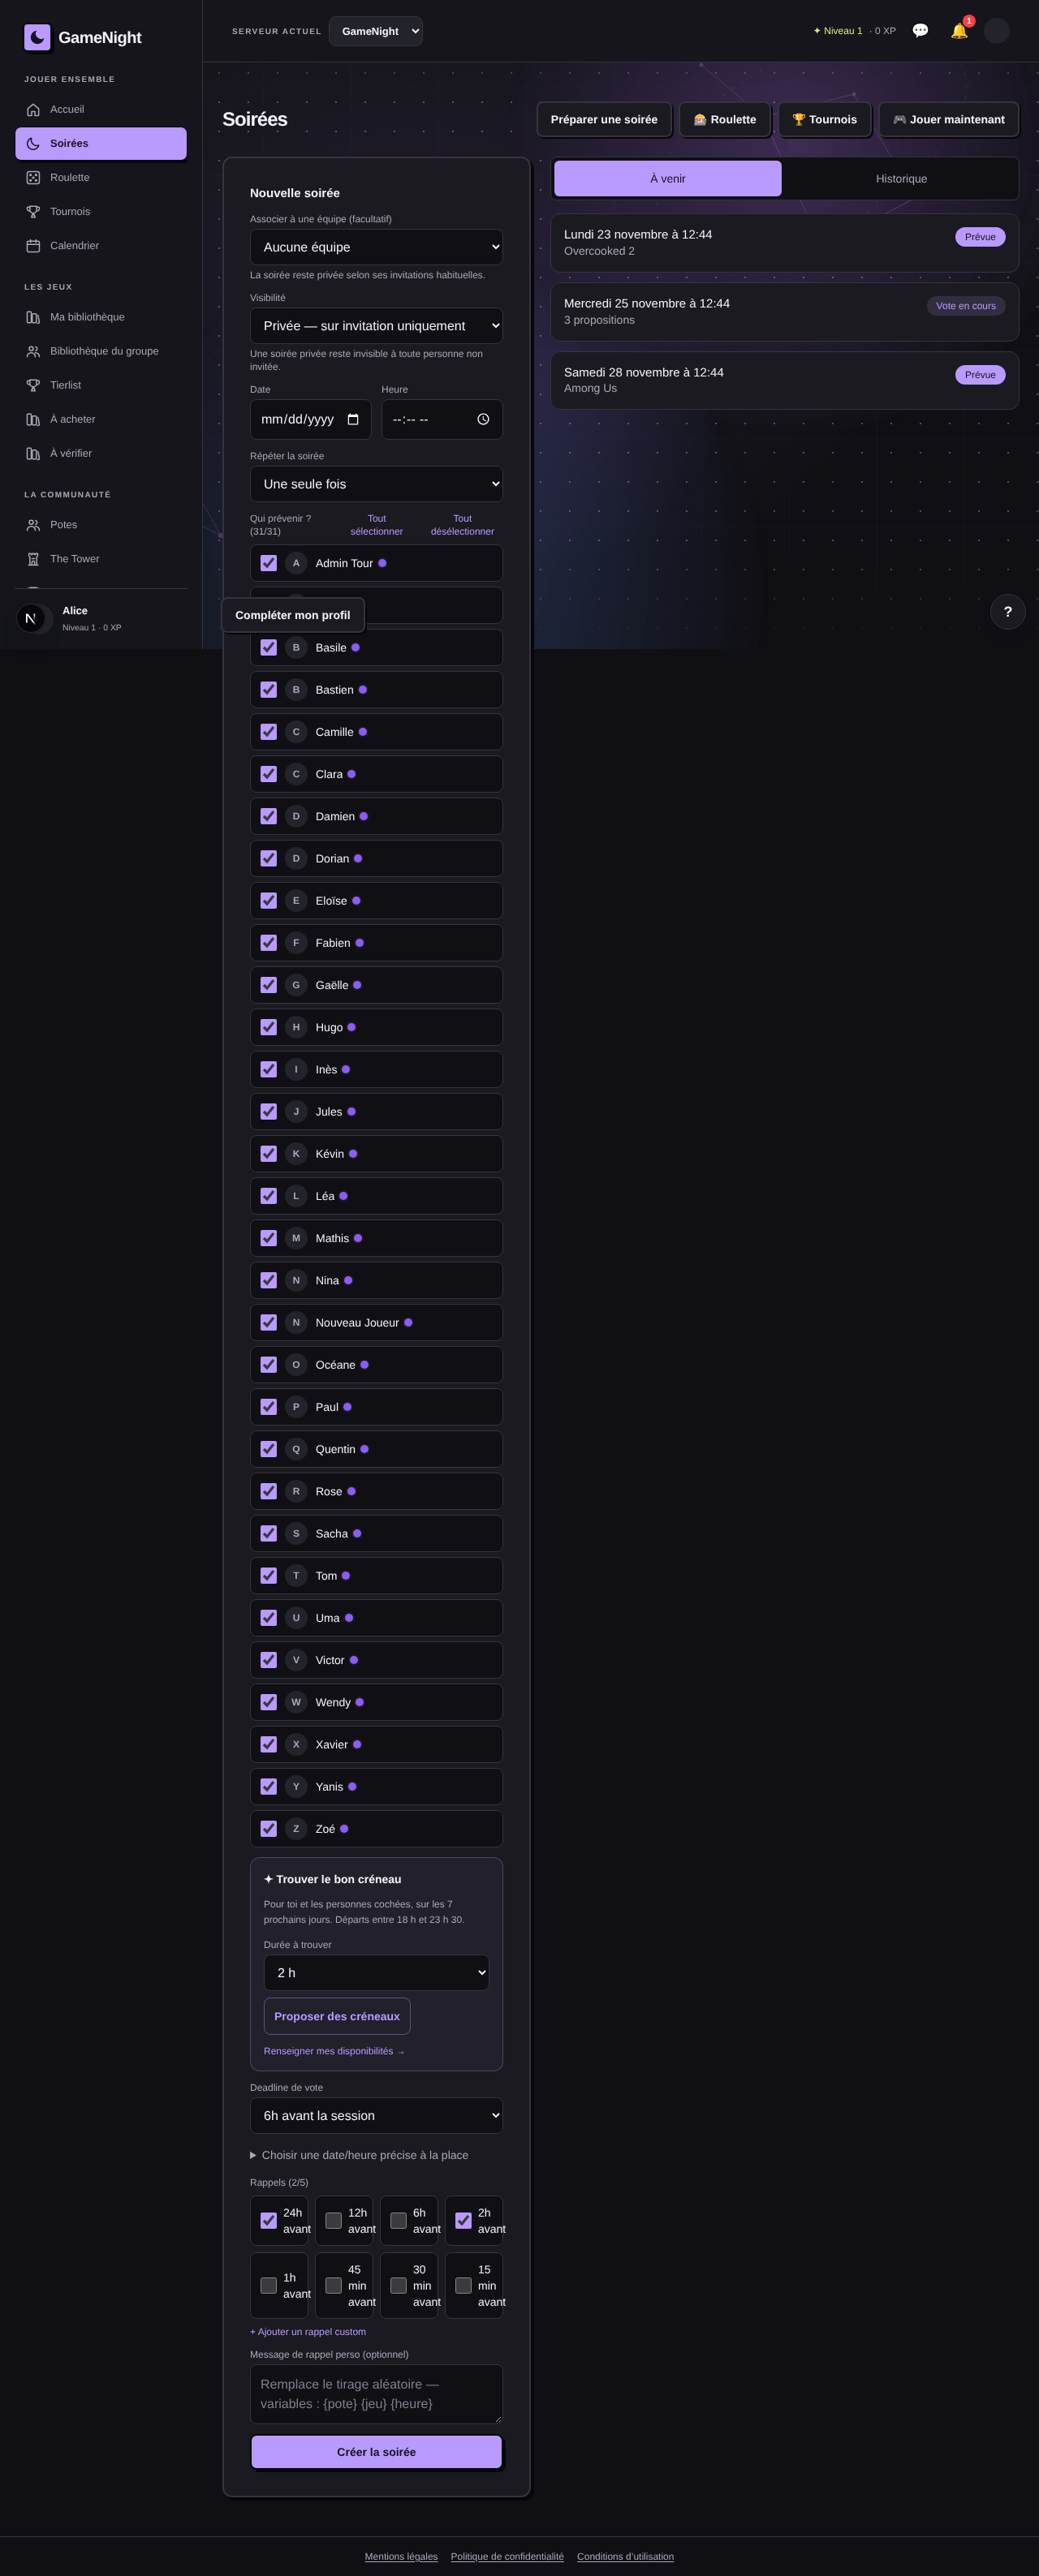 GameNight
JOUER ENSEMBLE
Accueil
Soirées
Roulette
Tournois
Calendrier
LES JEUX
Ma bibliothèque
Bibliothèque du groupe
Tierlist
À acheter
À vérifier
LA COMMUNAUTÉ
Potes
The Tower
N
Alice
Niveau 1 · 0 XP
SERVEUR ACTUEL
GameNight
✦ Niveau 1 · 0 XP
1
Soirées
Préparer une soirée
Roulette
Tournois
Jouer maintenant
Nouvelle soirée
Associer à une équipe (facultatif)
Aucune équipe
La soirée reste privée selon ses invitations habituelles.
Visibilité
Privée — sur invitation uniquement
Une soirée privée reste invisible à toute personne non
invitée.
Date
Heure
mm/dd/yyyy
--:-- --
Répéter la soirée
Une seule fois
Qui prévenir ?
(31/31)
Tout
sélectionner
Tout
désélectionner
A
Admin Tour
Compléter mon profil
B
Basile
B
Bastien
C
Camille
C
Clara
D
Damien
D
Dorian
E
Eloïse
F
Fabien
G
Gaëlle
H
Hugo
I
Inès
J
Jules
K
Kévin
L
Léa
M
Mathis
N
Nina
N
Nouveau Joueur
O
Océane
P
Paul
Q
Quentin
R
Rose
S
Sacha
T
Tom
U
Uma
V
Victor
W
Wendy
X
Xavier
Y
Yanis
Z
Zoé
✦ Trouver le bon créneau
Pour toi et les personnes cochées, sur les 7
prochains jours. Départs entre 18 h et 23 h 30.
Durée à trouver
2 h
Proposer des créneaux
Renseigner mes disponibilités →
Deadline de vote
6h avant la session
Choisir une date/heure précise à la place
Rappels (2/5)
24h
avant
12h
avant
6h
avant
2h
avant
1h
avant
45
min
avant
30
min
avant
15
min
avant
+ Ajouter un rappel custom
Message de rappel perso (optionnel)
Remplace le tirage aléatoire —
variables : {pote} {jeu} {heure}
Créer la soirée
À venir
Historique
Lundi 23 novembre à 12:44
Overcooked 2
Prévue
Mercredi 25 novembre à 12:44
3 propositions
Vote en cours
Samedi 28 novembre à 12:44
Among Us
Prévue
?
Mentions légales
Politique de confidentialité
Conditions d'utilisation